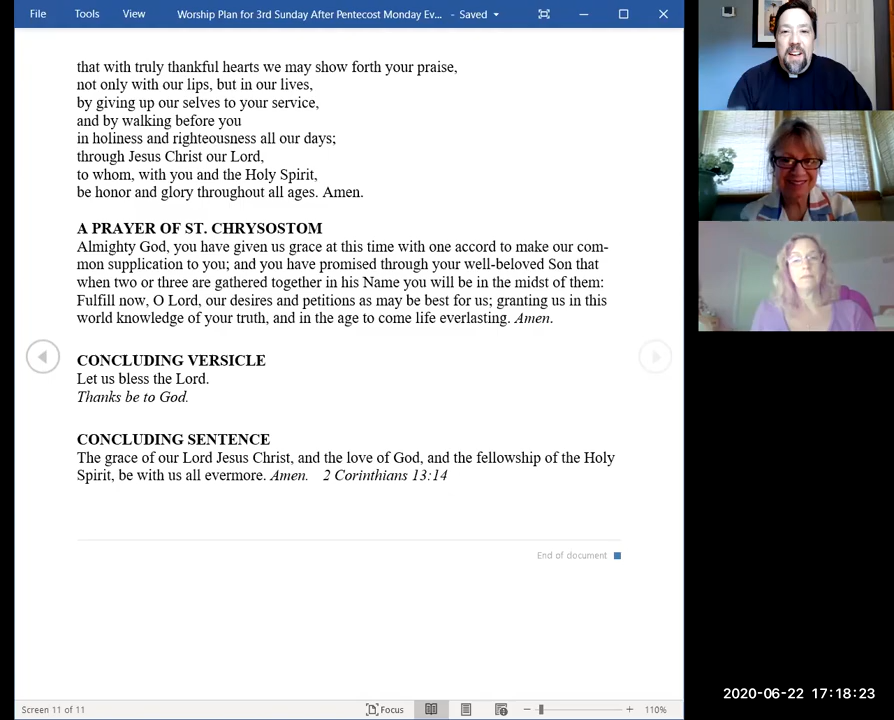 File Tools View Worship Plan for 3rd Sunday After Pentecost Monday Ev... - Saved
that with truly thankful hearts we may show forth your praise,
not only with our lips, but in our lives,
by giving up our selves to your service,
and by walking before you
in holiness and righteousness all our days;
through Jesus Christ our Lord,
to whom, with you and the Holy Spirit,
be honor and glory throughout all ages. Amen.
A PRAYER OF ST. CHRYSOSTOM
Almighty God, you have given us grace at this time with one accord to make our com-
mon supplication to you; and you have promised through your well-beloved Son that
when two or three are gathered together in his Name you will be in the midst of them:
Fulfill now, O Lord, our desires and petitions as may be best for us; granting us in this
world knowledge of your truth, and in the age to come life everlasting. Amen.
CONCLUDING VERSICLE
Let us bless the Lord.
Thanks be to God.
CONCLUDING SENTENCE
The grace of our Lord Jesus Christ, and the love of God, and the fellowship of the Holy
Spirit, be with us all evermore. Amen. 2 Corinthians 13:14
End of document
2020-06-22 17:18:23
Screen 11 of 11 Focus 110%